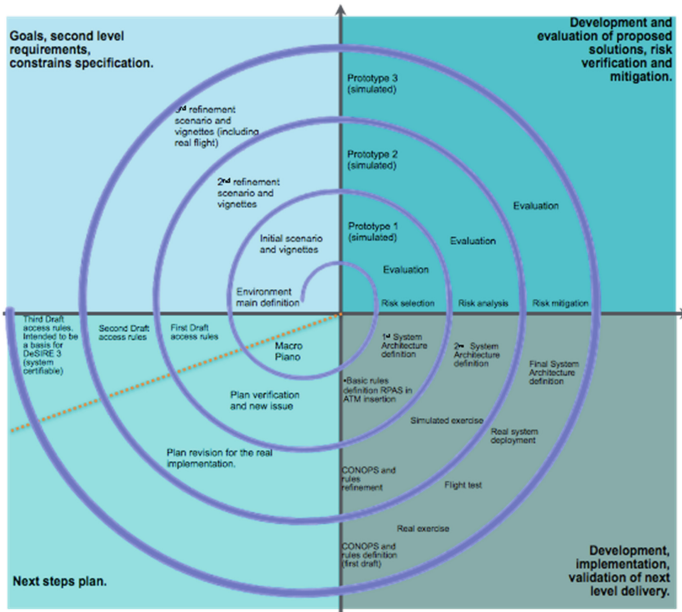 Goals, second level
requirements,
constrains specification.
Development and
evaluation of proposed
solutions, risk
verification and
mitigation.
Prototype 3
(simulated)
3rd refinement
scenario and
vignettes (including
real flight)
Prototype 2
(simulated)
2nd refinement
scenario and
vignettes
Evaluation
Prototype 1
(simulated)
Initial scenario
and vignettes
Evaluation
Evaluation
Environment
main definition
Risk selection
Risk analysis
Risk mitigation
Third Draft
access rules.
Intended to be
a basis for
DeSIRE 3
(system
certifiable)
Second Draft
access rules
First Draft
access rules
Macro
Piano
1st System
Architecture
definition
2nd System
Architecture
definition
Final System
Architecture
definition
•Basic rules
definition RPAS in
ATM insertion
Plan verification
and new issue
Simulated exercise
Real system
deployment
Plan revision for the real
implementation.
CONOPS and
rules
refinement
Flight test
Real exercise
CONOPS and
rules definition
(first draft)
Next steps plan.
Development,
implementation,
validation of next
level delivery.